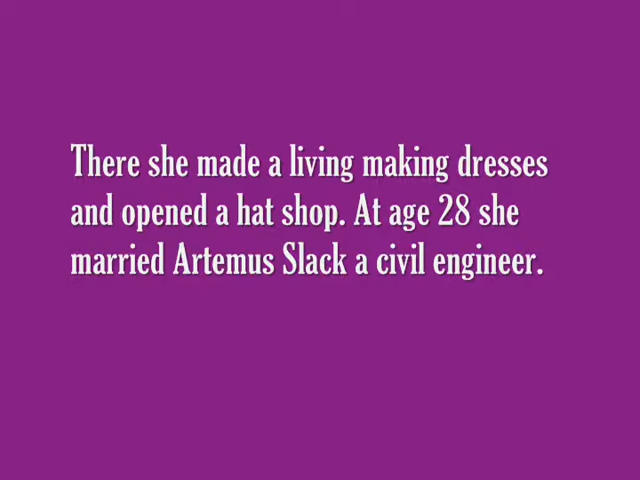 There she made a living making dresses
and opened a hat shop. At age 28 she
married Artemus Slack a civil engineer.